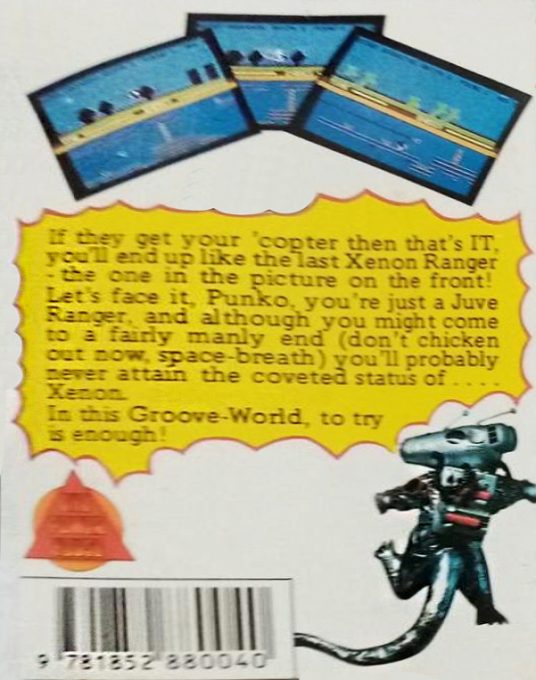 If they get your 'copter then that's IT,
you'll end up like the last Xenon Ranger
- the one in the picture on the front!
Let's face it, Punko, you're just a Juve
Ranger, and although you might come
to a fairly manly end (don't chicken
out now, space-breath) you'll probably
never attain the coveted status of . . . .
Xenon.
In this Groove-World, to try
is enough!
9 781852 880040